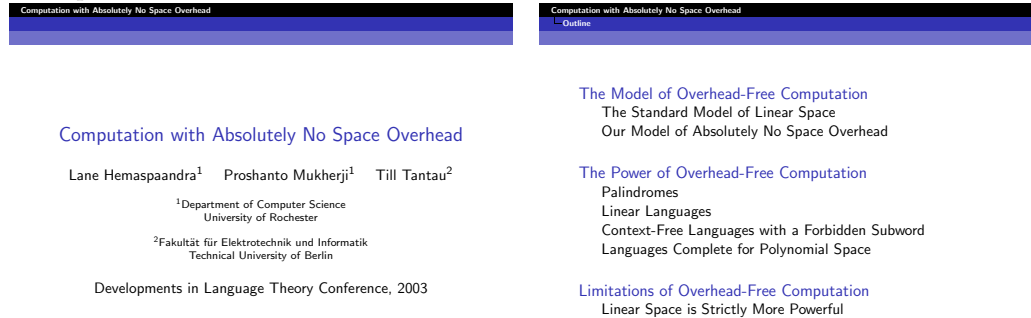 Computation with Absolutely No Space Overhead
Computation with Absolutely No Space Overhead
Lane Hemaspaandra1 Proshanto Mukherji1 Till Tantau2
1Department of Computer Science
University of Rochester
2Fakultät für Elektrotechnik und Informatik
Technical University of Berlin
Developments in Language Theory Conference, 2003
Computation with Absolutely No Space Overhead
Outline
The Model of Overhead-Free Computation
The Standard Model of Linear Space
Our Model of Absolutely No Space Overhead
The Power of Overhead-Free Computation
Palindromes
Linear Languages
Context-Free Languages with a Forbidden Subword
Languages Complete for Polynomial Space
Limitations of Overhead-Free Computation
Linear Space is Strictly More Powerful